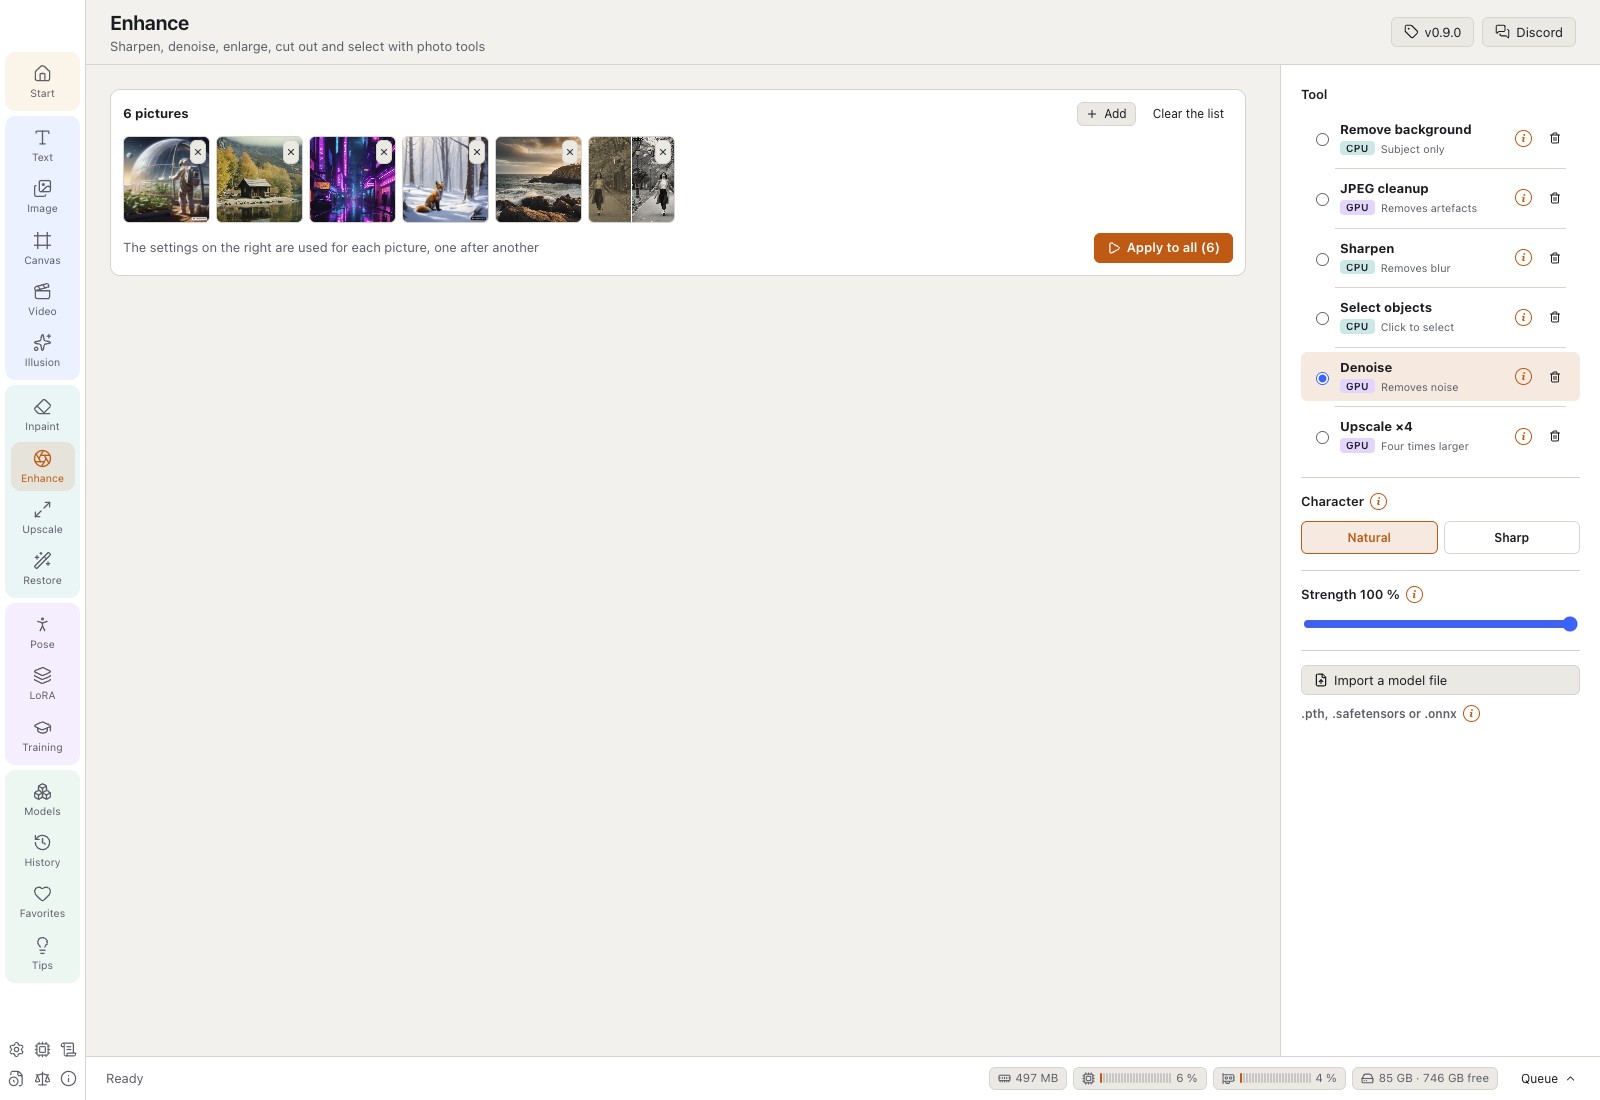 Enhance
Sharpen, denoise, enlarge, cut out and select with photo tools
v0.9.0
Discord
Start
Text
Image
Canvas
Video
Illusion
Inpaint
Enhance
Upscale
Restore
Pose
LoRA
Training
Models
History
Favorites
Tips
6 pictures
Add
Clear the list
The settings on the right are used for each picture, one after another
Apply to all (6)
Tool
Remove background
CPU Subject only
JPEG cleanup
GPU Removes artefacts
Sharpen
CPU Removes blur
Select objects
CPU Click to select
Denoise
GPU Removes noise
Upscale ×4
GPU Four times larger
Character
Natural
Sharp
Strength 100 %
Import a model file
.pth, .safetensors or .onnx
Ready
497 MB
6 %
4 %
85 GB · 746 GB free
Queue